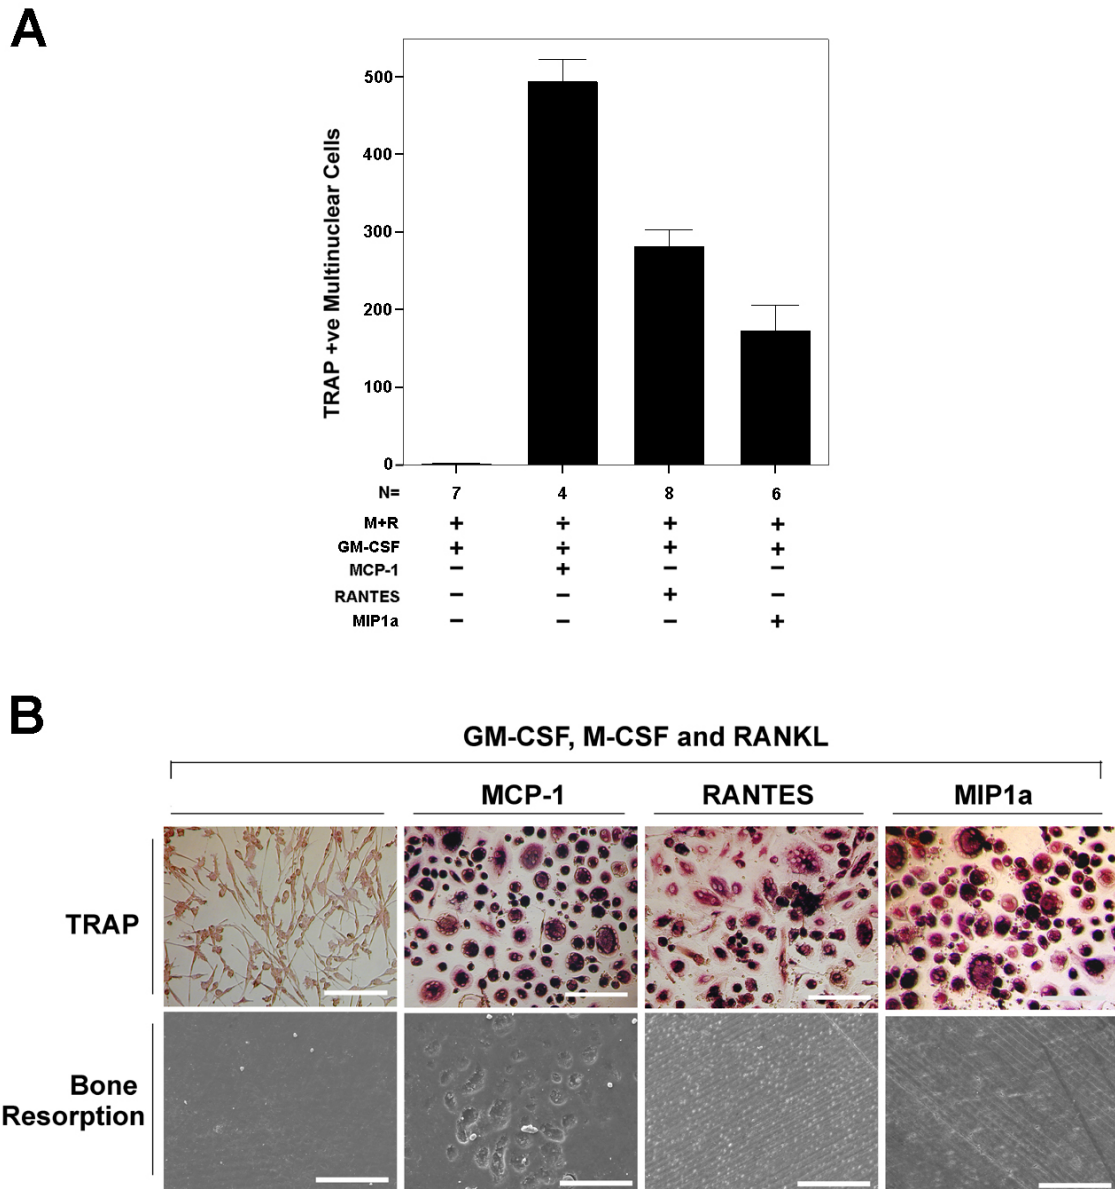 A
TRAP +ve Multinuclear Cells
500
400
300
200
100
0
N= 7 4 8 6
M+R + + + +
GM-CSF + + + +
MCP-1 – + – –
RANTES – – + –
MIP1a – – – +
B
GM-CSF, M-CSF and RANKL
MCP-1 RANTES MIP1a
TRAP
Bone
Resorption